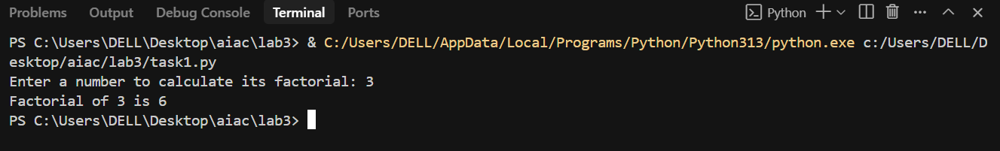 Problems Output Debug Console Terminal Ports Python
PS C:\Users\DELL\Desktop\aiac\lab3> & C:/Users/DELL/AppData/Local/Programs/Python/Python313/python.exe c:/Users/DELL/D
esktop/aiac/lab3/task1.py
Enter a number to calculate its factorial: 3
Factorial of 3 is 6
PS C:\Users\DELL\Desktop\aiac\lab3>